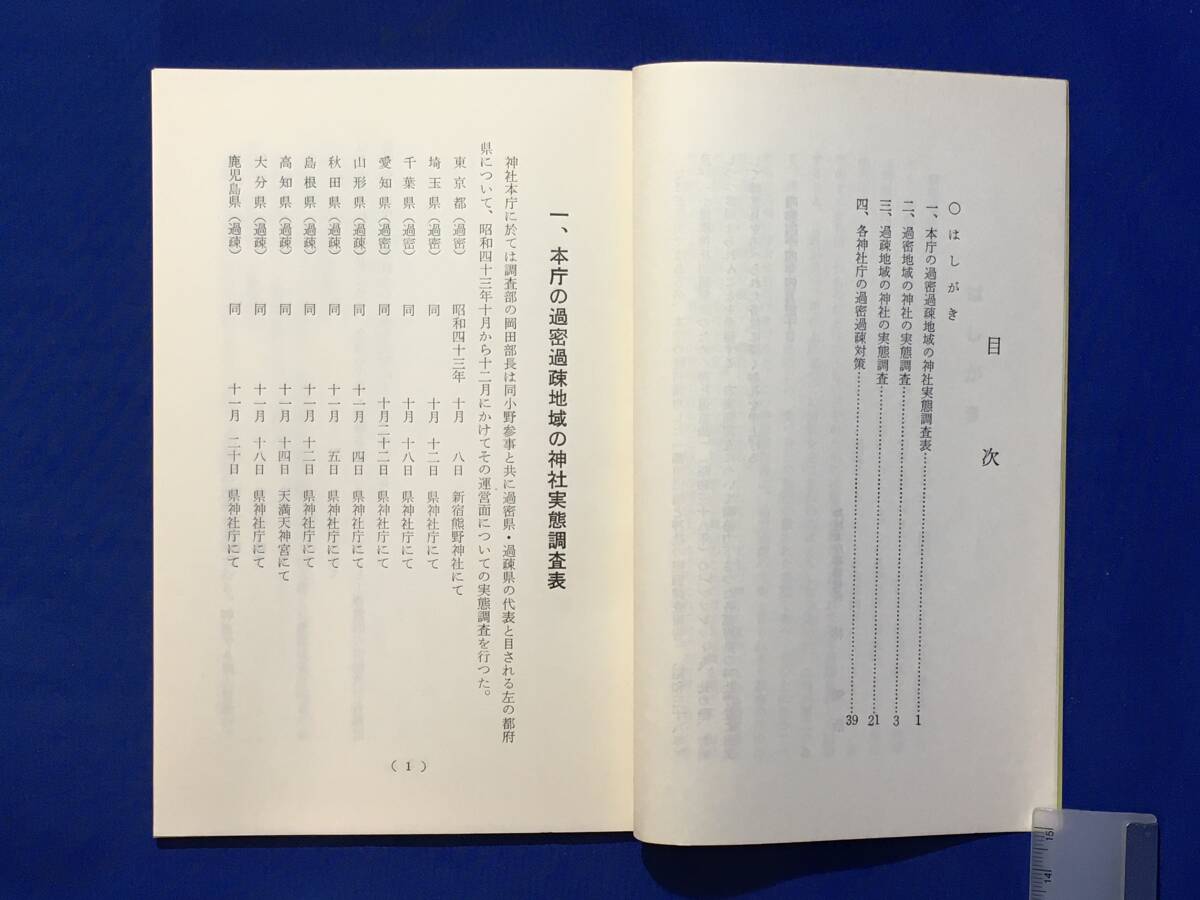 目次
○はしがき
一、本庁の過密過疎地域の神社実態調査表………1
二、過密地域の神社の実態調査………3
三、過疎地域の神社の実態調査………21
四、各神社庁の過密過疎対策………39
一、本庁の過密過疎地域の神社実態調査表
神社本庁に於ては調査部の岡田部長は同小野参事と共に過密県・過疎県の代表と目される左の都府
県について、昭和四十三年十月から十二月にかけてその運営面についての実態調査を行つた。
東京都(過密) 昭和四十三年 十月 八日 新宿熊野神社にて
埼玉県(過密) 同 十月 十二日 県神社庁にて
千葉県(過密) 同 十月 十八日 県神社庁にて
愛知県(過密) 同 十月二十二日 県神社庁にて
山形県(過疎) 同 十一月 四日 県神社庁にて
秋田県(過疎) 同 十一月 五日 県神社庁にて
島根県(過疎) 同 十一月 十二日 県神社庁にて
高知県(過疎) 同 十一月 十四日 天満天神宮にて
大分県(過疎) 同 十一月 十八日 県神社庁にて
鹿児島県(過疎) 同 十一月 二十日 県神社庁にて
(1)
15
14